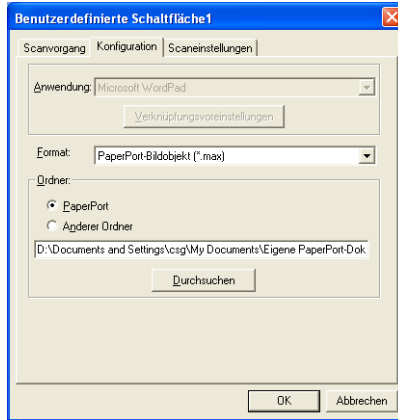 Benutzerdefinierte Schaltfläche1
Scanvorgang Konfiguration Scaneinstellungen
Anwendung: Microsoft WordPad
Verknüpfungsvoreinstellungen
Format: PaperPort-Bildobjekt (*.max)
Ordner:
PaperPort
Anderer Ordner
D:\Documents and Settings\csg\My Documents\Eigene PaperPort-Dok
Durchsuchen
OK Abbrechen